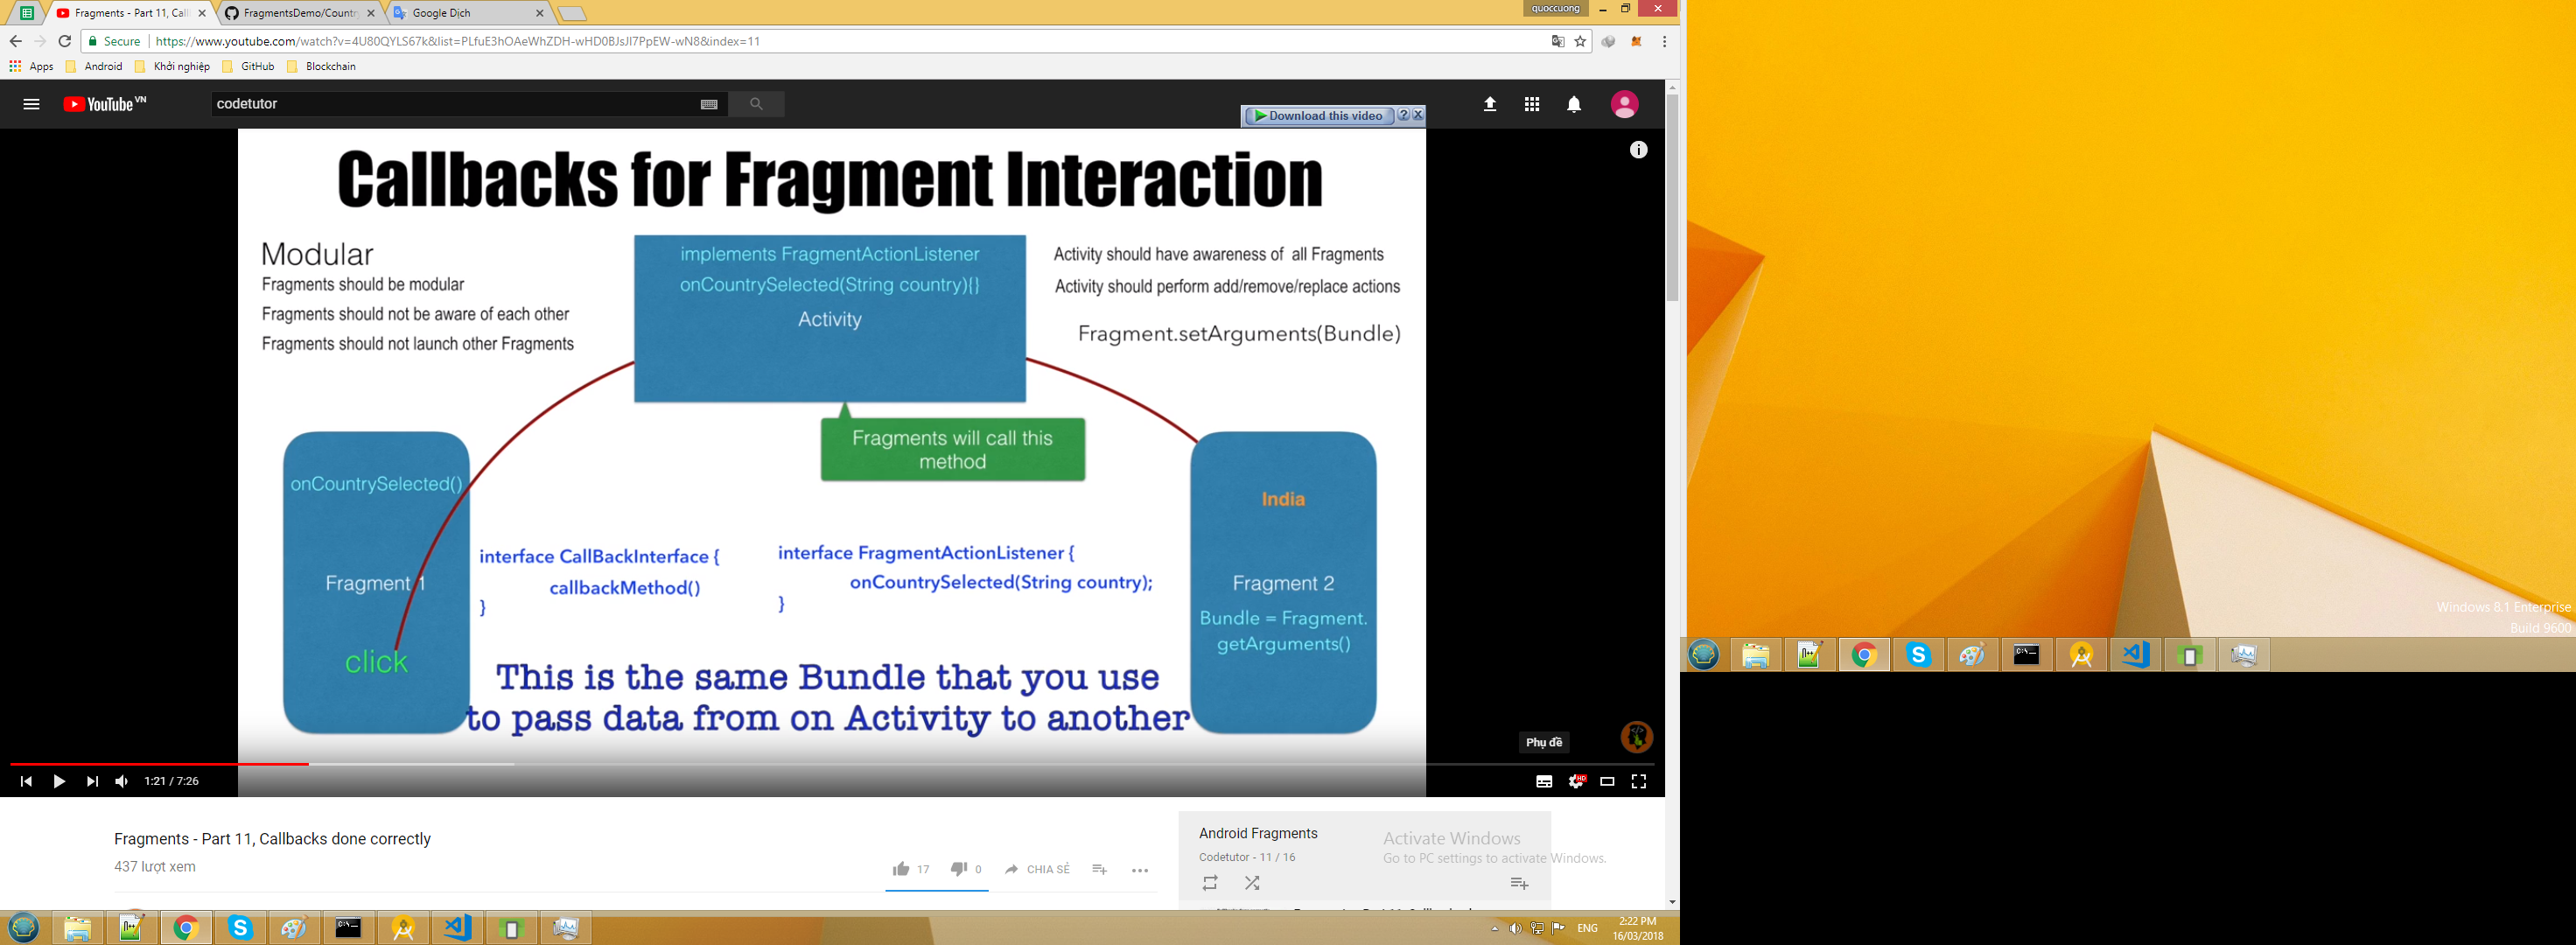 Fragments - Part 11, Call
FragmentsDemo/Country
Google Dịch
quoccuong
Secure
https://www.youtube.com/watch?v=4U80QYLS67k&list=PLfuE3hOAeWhZDH-wHD0BJsJl7PpEW-wN8&index=11
Apps
Android
Khởi nghiệp
GitHub
Blockchain
YouTube VN
codetutor
Download this video
Callbacks for Fragment Interaction
Modular
Fragments should be modular
Fragments should not be aware of each other
Fragments should not launch other Fragments
implements FragmentActionListener
onCountrySelected(String country){}
Activity
Activity should have awareness of all Fragments
Activity should perform add/remove/replace actions
Fragment.setArguments(Bundle)
Fragments will call this
method
onCountrySelected()
Fragment 1
click
interface CallBackInterface {
callbackMethod()
}
interface FragmentActionListener {
onCountrySelected(String country);
}
India
Fragment 2
Bundle = Fragment.
getArguments()
This is the same Bundle that you use
to pass data from on Activity to another
Phụ đề
1:21 / 7:26
HD
Fragments - Part 11, Callbacks done correctly
437 lượt xem
17
0
CHIA SẺ
Android Fragments
Codetutor - 11 / 16
Activate Windows
Go to PC settings to activate Windows.
ENG
2:22 PM
16/03/2018
Windows 8.1 Enterprise
Build 9600